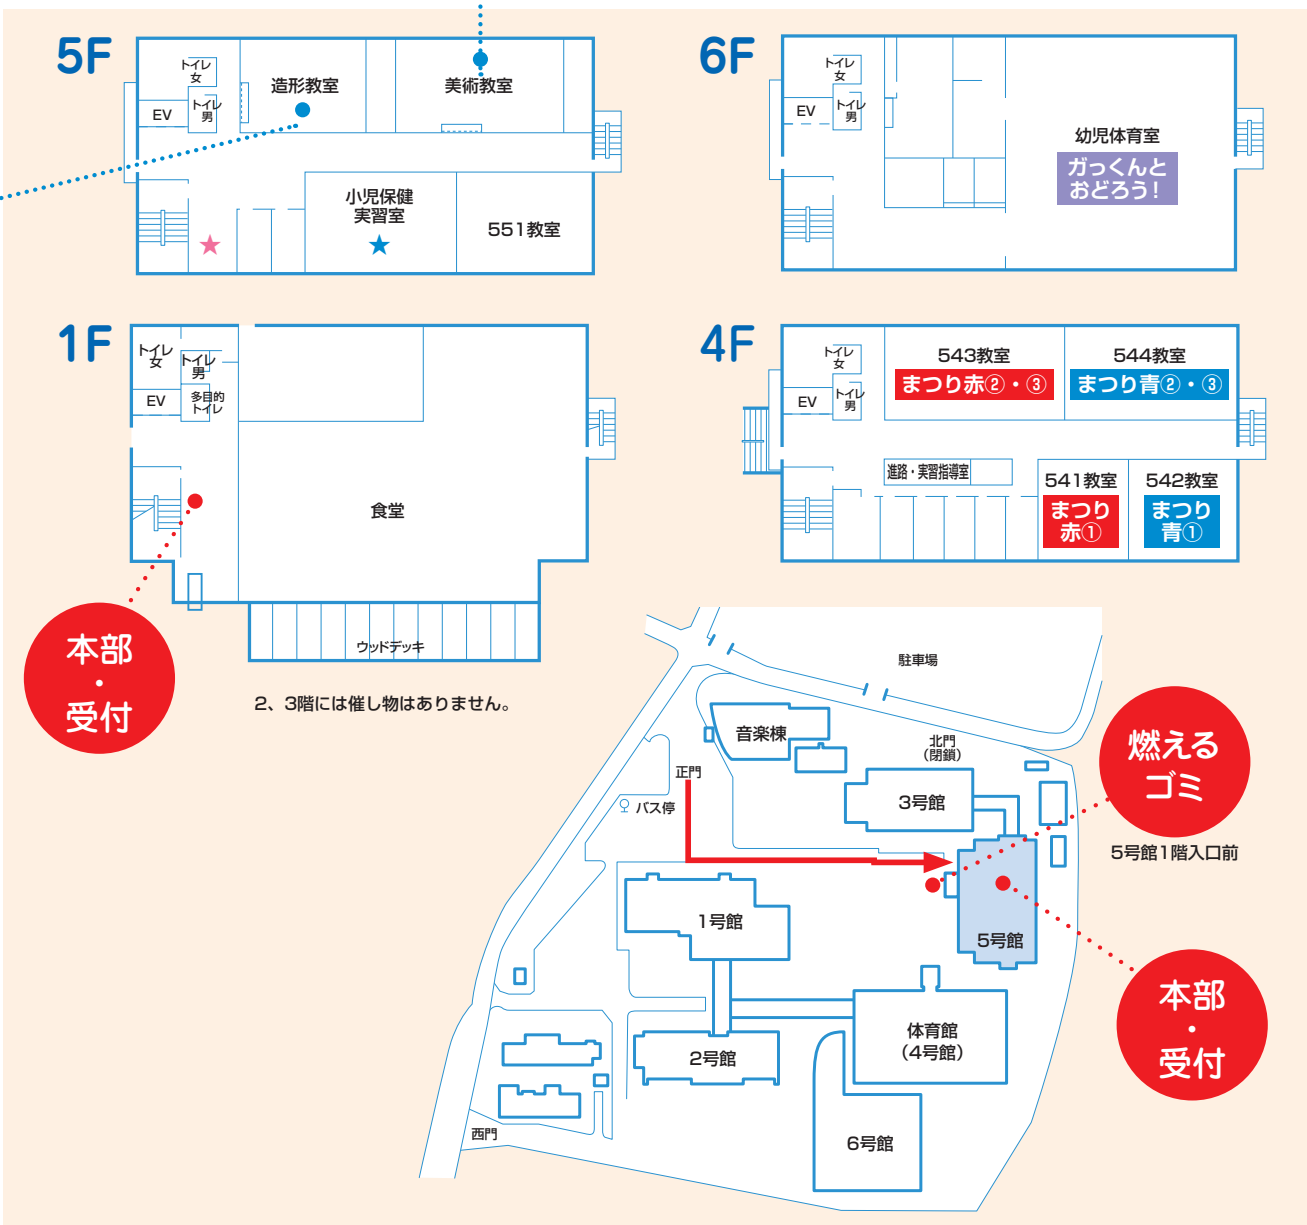 5F
トイレ
女
EV
トイレ
男
造形教室
美術教室
小児保健
実習室
551教室
6F
トイレ
女
EV
トイレ
男
幼児体育室
ガっくんと
おどろう！
1F
トイレ
女
トイレ
男
EV
多目的
トイレ
食堂
ウッドデッキ
本部
・
受付
2、3階には催し物はありません。
4F
トイレ
女
EV
トイレ
男
543教室
まつり赤②・③
544教室
まつり青②・③
進路・実習指導室
541教室
まつり
赤①
542教室
まつり
青①
駐車場
音楽棟
北門
（閉鎖）
正門
バス停
3号館
燃える
ゴミ
5号館1階入口前
1号館
5号館
本部
・
受付
2号館
体育館
（4号館）
6号館
西門